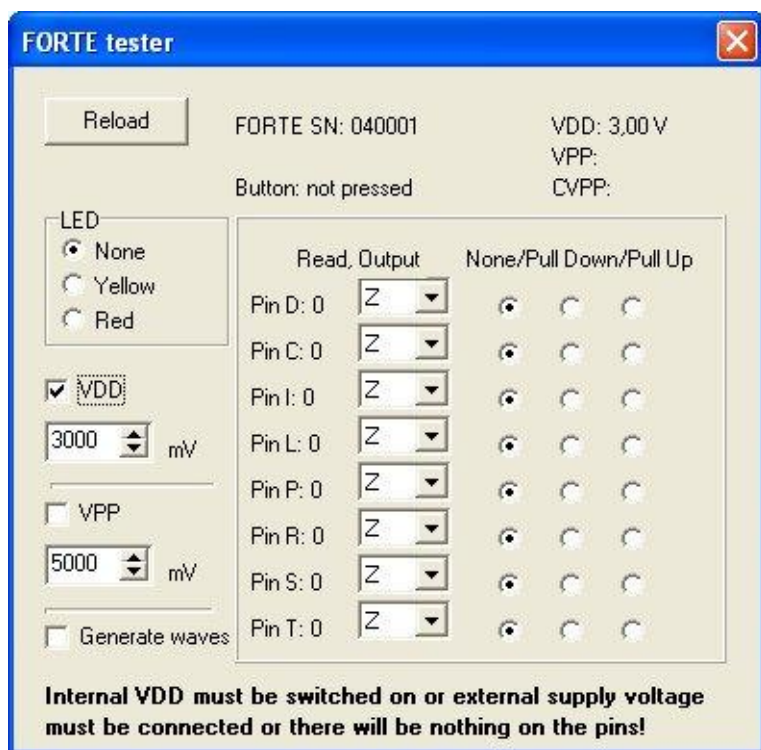 FORTE tester
Reload
FORTE SN: 040001
VDD: 3,00 V
VPP:
Button: not pressed
CVPP:
LED
None
Yellow
Red
VDD
3000 mV
VPP
5000 mV
Generate waves
Read, Output None/Pull Down/Pull Up
Pin D: 0 Z
Pin C: 0 Z
Pin I: 0 Z
Pin L: 0 Z
Pin P: 0 Z
Pin R: 0 Z
Pin S: 0 Z
Pin T: 0 Z
Internal VDD must be switched on or external supply voltage
must be connected or there will be nothing on the pins!